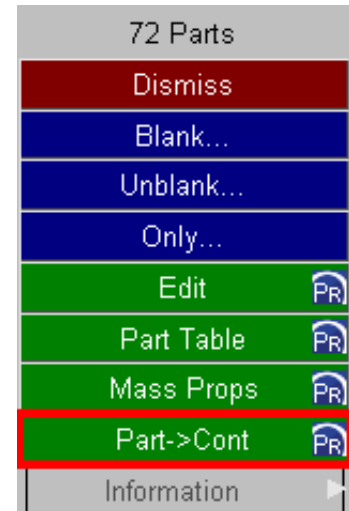 72 Parts
Dismiss
Blank...
Unblank...
Only...
Edit PR
Part Table PR
Mass Props PR
Part->Cont PR
Information